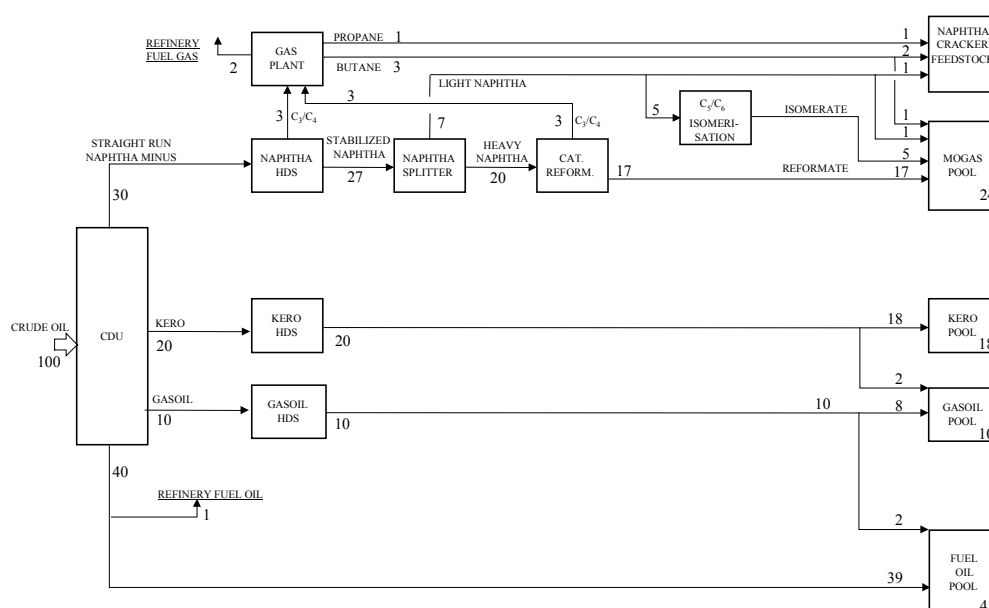 REFINERY
FUEL GAS
2
GAS
PLANT
PROPANE 1
BUTANE 3
1
2
1
NAPHTHA
CRACKER
FEEDSTOCK
LIGHT NAPHTHA
3
3 C3/C4
7
3 C3/C4
5
C5/C6
ISOMERI-
SATION
ISOMERATE
1
1
5
17
MOGAS
POOL
24
STRAIGHT RUN
NAPHTHA MINUS
30
NAPHTHA
HDS
STABILIZED
NAPHTHA
27
NAPHTHA
SPLITTER
HEAVY
NAPHTHA
20
CAT.
REFORM.
17
REFORMATE
CRUDE OIL
100
CDU
KERO
20
KERO
HDS
20
18
KERO
POOL
18
GASOIL
10
GASOIL
HDS
10
10
2
8
GASOIL
POOL
10
40
REFINERY FUEL OIL
1
2
39
FUEL
OIL
POOL
4